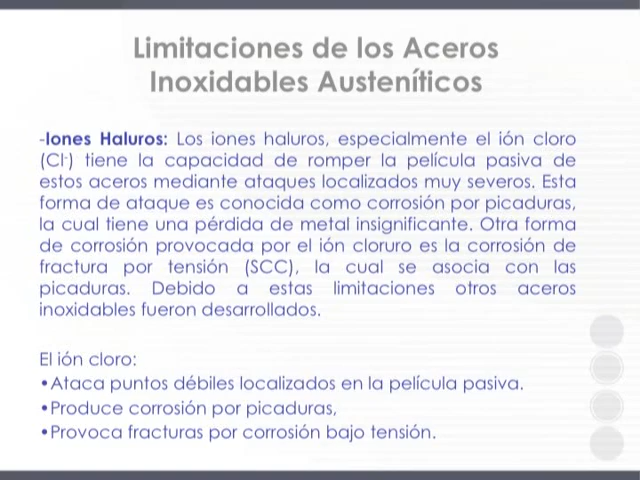 Limitaciones de los Aceros
Inoxidables Austeníticos
-Iones Haluros: Los iones haluros, especialmente el ión cloro
(Cl-) tiene la capacidad de romper la película pasiva de
estos aceros mediante ataques localizados muy severos. Esta
forma de ataque es conocida como corrosión por picaduras,
la cual tiene una pérdida de metal insignificante. Otra forma
de corrosión provocada por el ión cloruro es la corrosión de
fractura por tensión (SCC), la cual se asocia con las
picaduras. Debido a estas limitaciones otros aceros
inoxidables fueron desarrollados.
El ión cloro:
•Ataca puntos débiles localizados en la película pasiva.
•Produce corrosión por picaduras,
•Provoca fracturas por corrosión bajo tensión.